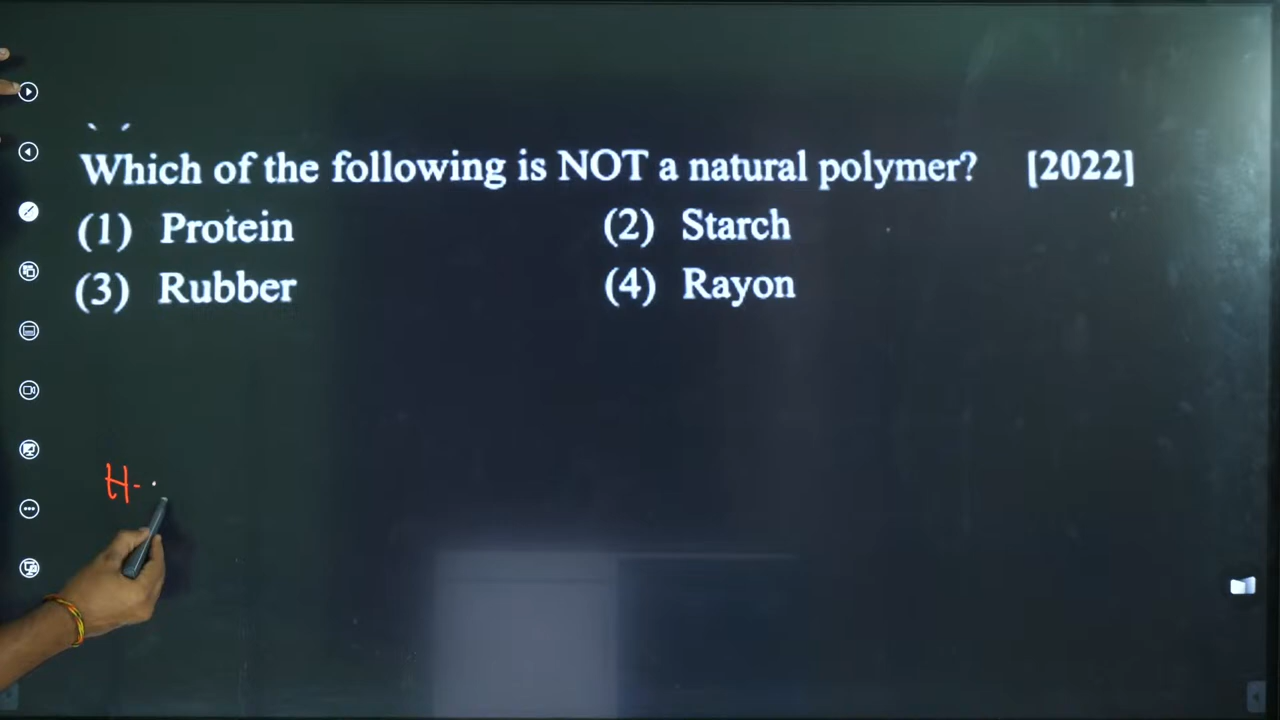 Which of the following is NOT a natural polymer? [2022]
(1) Protein (2) Starch
(3) Rubber (4) Rayon
H-